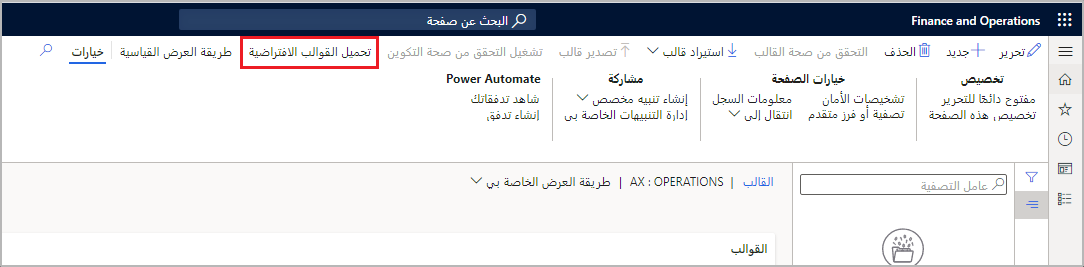 Finance and Operations
البحث عن صفحة
تحرير
جديد
الحذف
التحقق من صحة القالب
استيراد قالب
تصدير قالب
تشغيل التحقق من صحة التكوين
تحميل القوالب الافتراضية
طريقة العرض القياسية
خيارات
تخصيص
مفتوح دائمًا للتحرير
تخصيص هذه الصفحة
خيارات الصفحة
تشخيصات الأمان
تصفية أو فرز متقدم
معلومات السجل
انتقال إلى
مشاركة
إنشاء تنبيه مخصص
إدارة التنبيهات الخاصة بي
Power Automate
شاهد تدفقاتك
إنشاء تدفق
عامل التصفية
القالب | AX : OPERATIONS | طريقة العرض الخاصة بي
القوالب